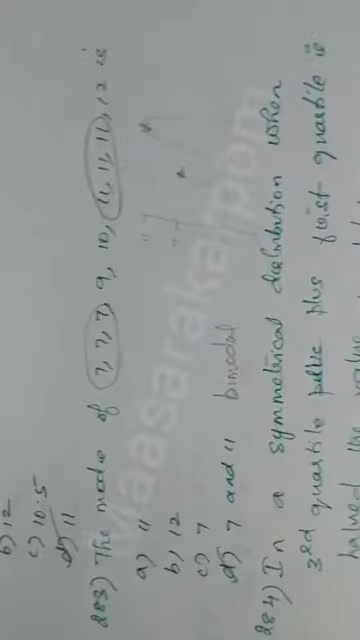 b) 12
c) 10.5
d) 11
283) The mode of 7, 7, 7, 9, 10, 11, 11, 11, 12 is
a) 11
b) 12
c) 7
d) 7 and 11 bimodal
284) In a symmetrical distribution when
3rd quartile plus first quartile is
halved the value
Maasarakalpom